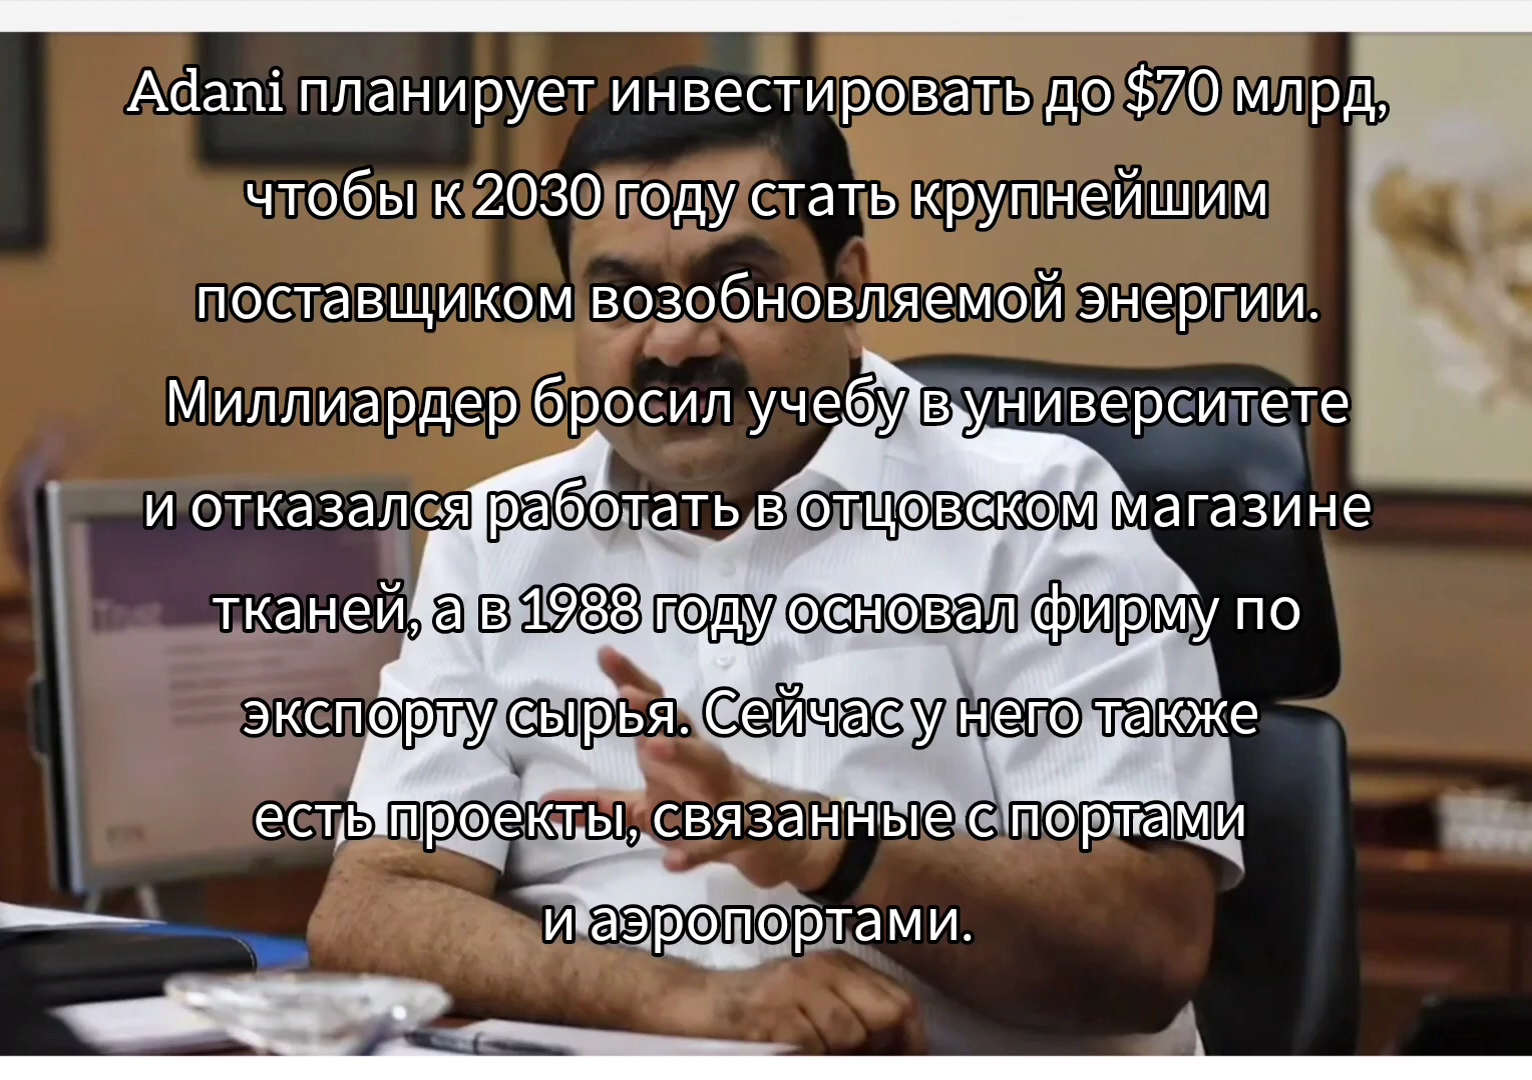 Adani планирует инвестировать до $70 млрд,
чтобы к 2030 году стать крупнейшим
поставщиком возобновляемой энергии.
Миллиардер бросил учебу в университете
и отказался работать в отцовском магазине
тканей, а в 1988 году основал фирму по
экспорту сырья. Сейчас у него также
есть проекты, связанные с портами
и аэропортами.